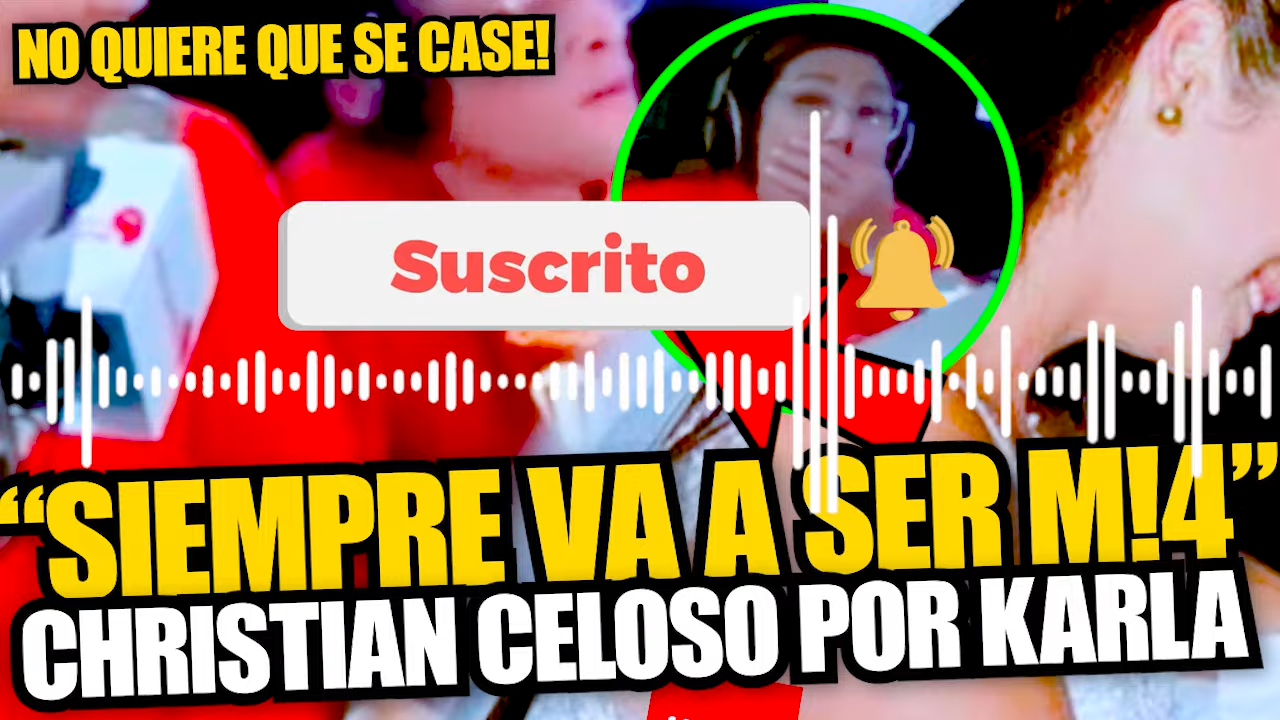 NO QUIERE QUE SE CASE!
Suscrito
“SIEMPRE VA A SER M!4”
CHRISTIAN CELOSO POR KARLA